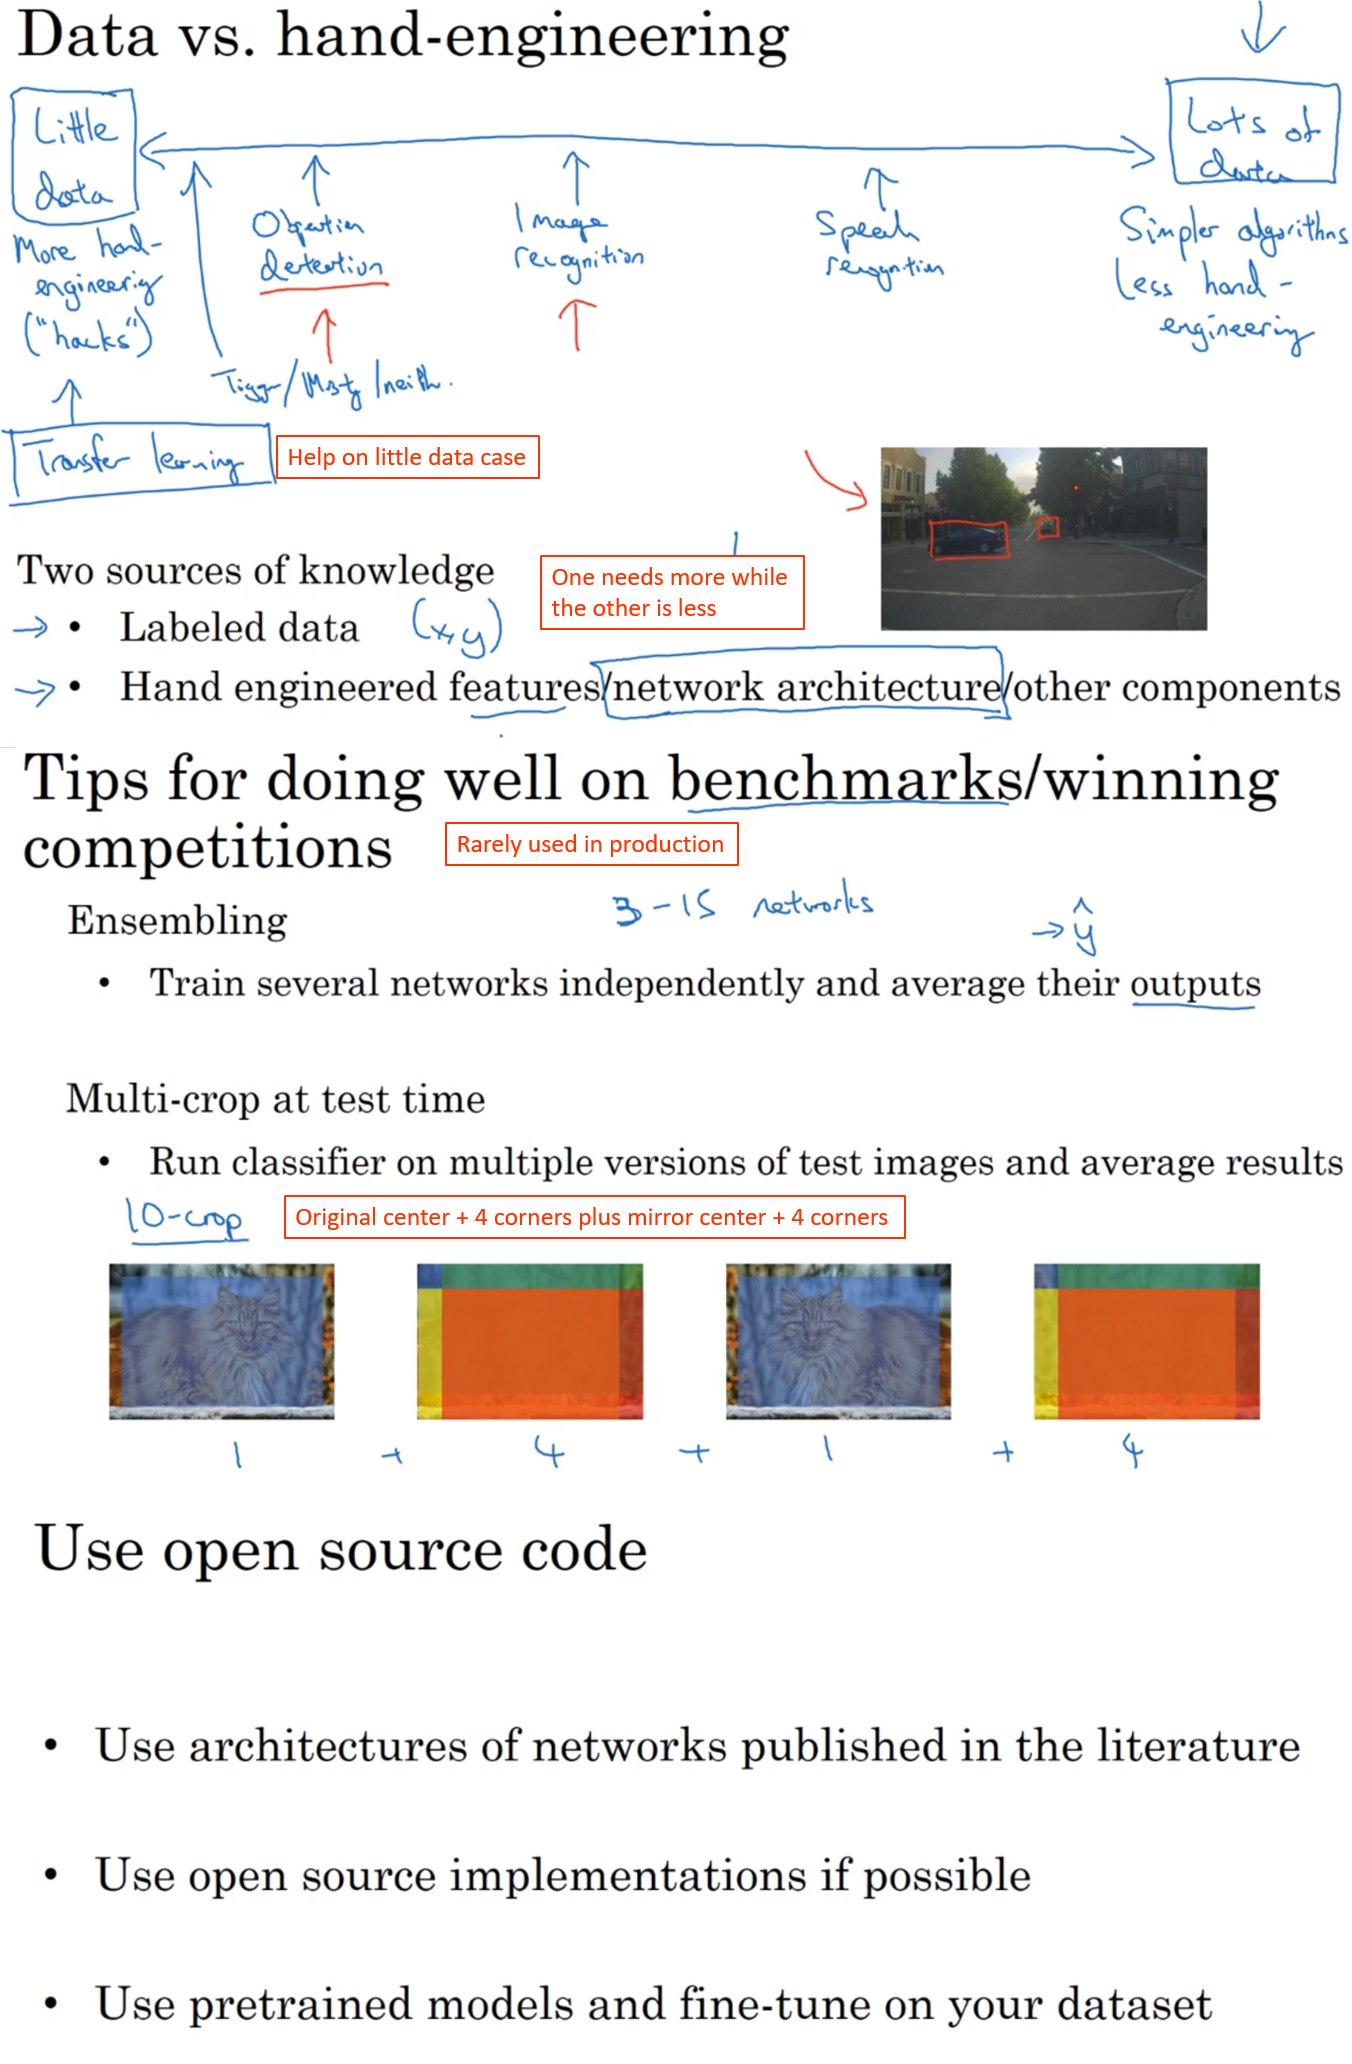 Data vs. hand-engineering
Little
data
Lots of
data
Objection
detection
Image
recognition
Speech
recognition
More hand-
engineering
("hacks")
Simpler algorithms
Less hand-
engineering
Tigger/Misty/neith.
Transfer learning
Help on little data case
Two sources of knowledge
One needs more while
the other is less
→ • Labeled data (x,y)
→ • Hand engineered features/network architecture/other components
Tips for doing well on benchmarks/winning
competitions
Rarely used in production
Ensembling
3-15 networks
→ ŷ
• Train several networks independently and average their outputs
Multi-crop at test time
• Run classifier on multiple versions of test images and average results
10-crop
Original center + 4 corners plus mirror center + 4 corners
1 + 4 + 1 + 4
Use open source code
• Use architectures of networks published in the literature
• Use open source implementations if possible
• Use pretrained models and fine-tune on your dataset